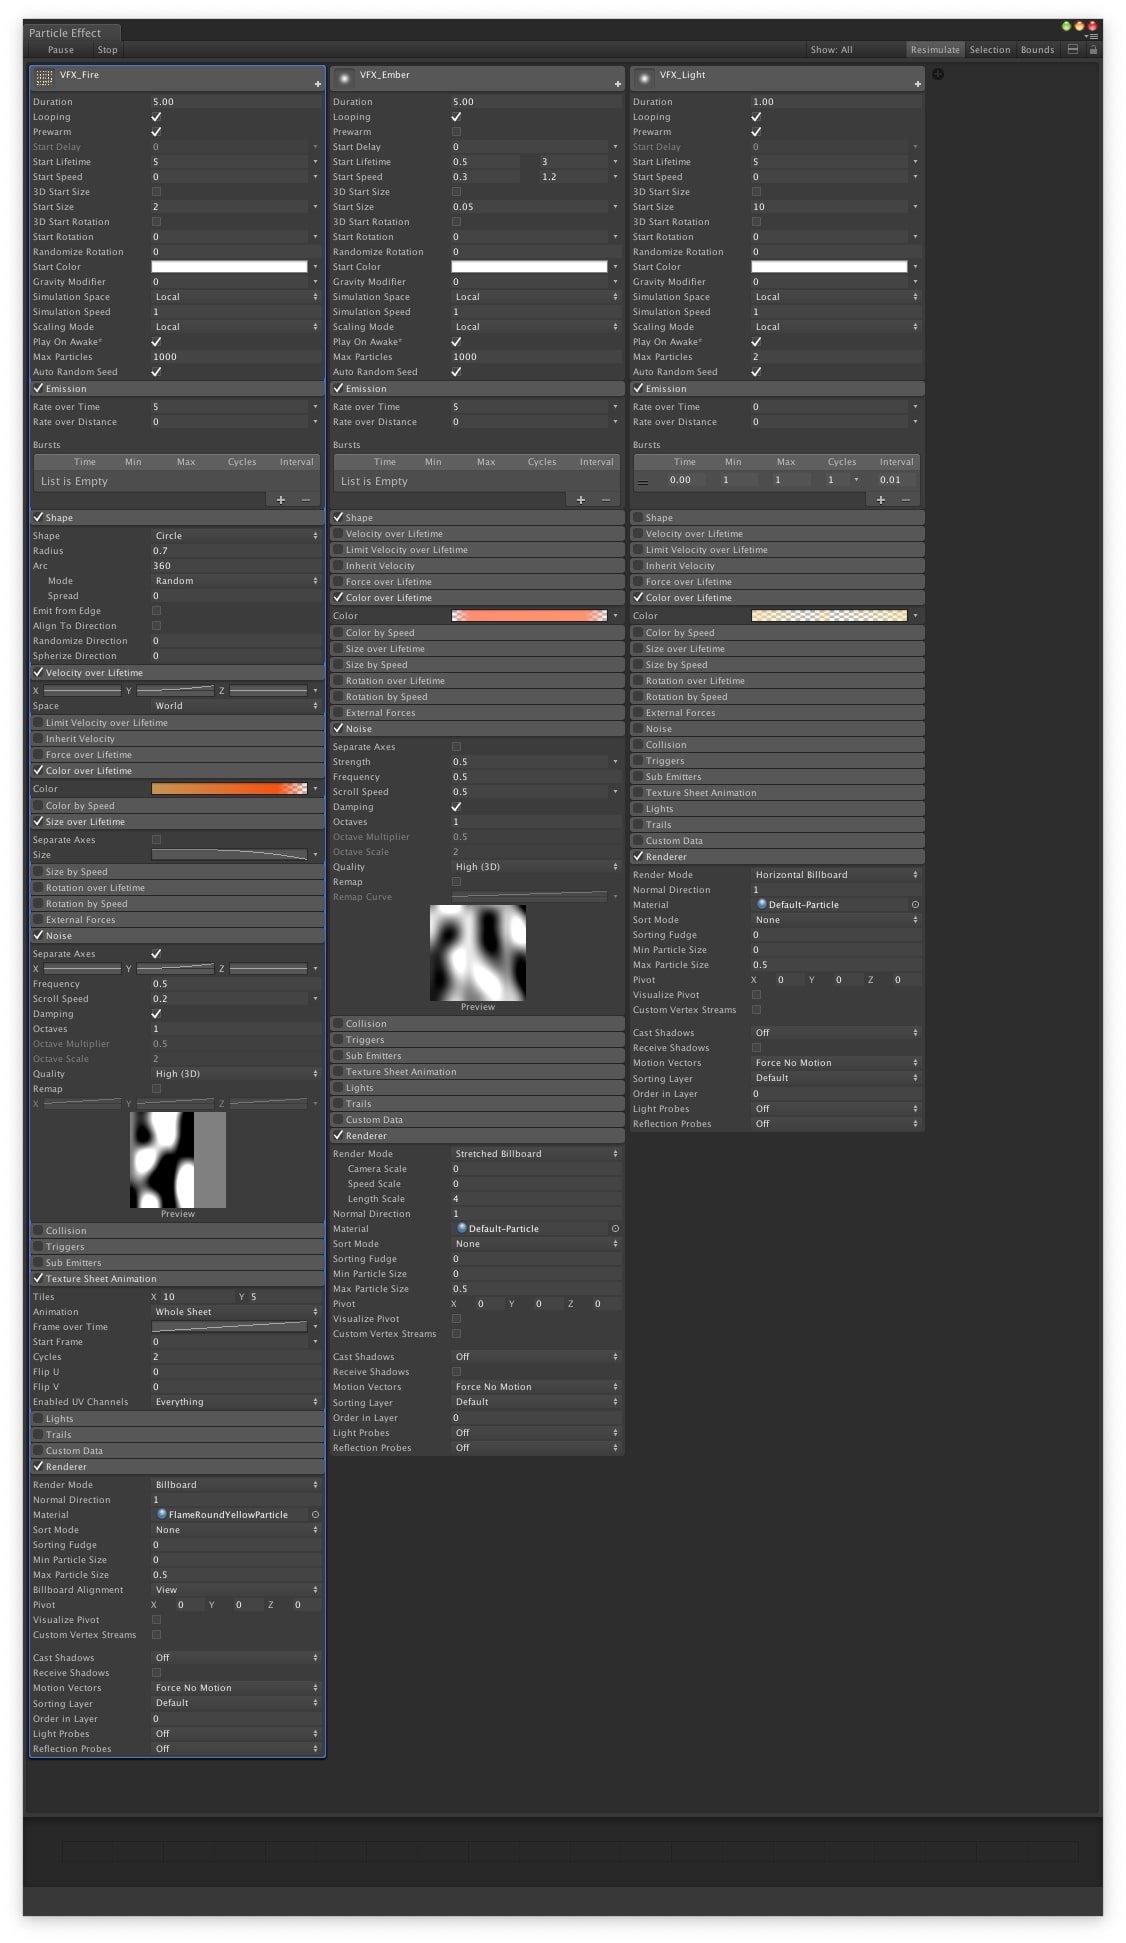 Particle Effect
Pause Stop Show: All Resimulate Selection Bounds
VFX_Fire
Duration 5.00
Looping
Prewarm
Start Delay 0
Start Lifetime 5
Start Speed 0
3D Start Size
Start Size 2
3D Start Rotation
Start Rotation 0
Randomize Rotation 0
Start Color
Gravity Modifier 0
Simulation Space Local
Simulation Speed 1
Scaling Mode Local
Play On Awake*
Max Particles 1000
Auto Random Seed
Emission
Rate over Time 5
Rate over Distance 0
Bursts
Time Min Max Cycles Interval
List is Empty
Shape
Shape Circle
Radius 0.7
Arc 360
Mode Random
Spread 0
Emit from Edge
Align To Direction
Randomize Direction 0
Spherize Direction 0
Velocity over Lifetime
X Y Z
Space World
Limit Velocity over Lifetime
Inherit Velocity
Force over Lifetime
Color over Lifetime
Color
Color by Speed
Size over Lifetime
Separate Axes
Size
Size by Speed
Rotation over Lifetime
Rotation by Speed
External Forces
Noise
Separate Axes
X Y Z
Frequency 0.5
Scroll Speed 0.2
Damping
Octaves 1
Octave Multiplier 0.5
Octave Scale 2
Quality High (3D)
Remap
X Y Z
Preview
Collision
Triggers
Sub Emitters
Texture Sheet Animation
Tiles X 10 Y 5
Animation Whole Sheet
Frame over Time
Start Frame 0
Cycles 2
Flip U 0
Flip V 0
Enabled UV Channels Everything
Lights
Trails
Custom Data
Renderer
Render Mode Billboard
Normal Direction 1
Material FlameRoundYellowParticle
Sort Mode None
Sorting Fudge 0
Min Particle Size 0
Max Particle Size 0.5
Billboard Alignment View
Pivot X 0 Y 0 Z 0
Visualize Pivot
Custom Vertex Streams
Cast Shadows Off
Receive Shadows
Motion Vectors Force No Motion
Sorting Layer Default
Order in Layer 0
Light Probes Off
Reflection Probes Off
VFX_Ember
Duration 5.00
Looping
Prewarm
Start Delay 0
Start Lifetime 0.5 3
Start Speed 0.3 1.2
3D Start Size
Start Size 0.05
3D Start Rotation
Start Rotation 0
Randomize Rotation 0
Start Color
Gravity Modifier 0
Simulation Space Local
Simulation Speed 1
Scaling Mode Local
Play On Awake*
Max Particles 1000
Auto Random Seed
Emission
Rate over Time 5
Rate over Distance 0
Bursts
Time Min Max Cycles Interval
List is Empty
Shape
Velocity over Lifetime
Limit Velocity over Lifetime
Inherit Velocity
Force over Lifetime
Color over Lifetime
Color
Color by Speed
Size over Lifetime
Size by Speed
Rotation over Lifetime
Rotation by Speed
External Forces
Noise
Separate Axes
Strength 0.5
Frequency 0.5
Scroll Speed 0.5
Damping
Octaves 1
Octave Multiplier 0.5
Octave Scale 2
Quality High (3D)
Remap
Remap Curve
Preview
Collision
Triggers
Sub Emitters
Texture Sheet Animation
Lights
Trails
Custom Data
Renderer
Render Mode Stretched Billboard
Camera Scale 0
Speed Scale 0
Length Scale 4
Normal Direction 1
Material Default-Particle
Sort Mode None
Sorting Fudge 0
Min Particle Size 0
Max Particle Size 0.5
Pivot X 0 Y 0 Z 0
Visualize Pivot
Custom Vertex Streams
Cast Shadows Off
Receive Shadows
Motion Vectors Force No Motion
Sorting Layer Default
Order in Layer 0
Light Probes Off
Reflection Probes Off
VFX_Light
Duration 1.00
Looping
Prewarm
Start Delay 0
Start Lifetime 5
Start Speed 0
3D Start Size
Start Size 10
3D Start Rotation
Start Rotation 0
Randomize Rotation 0
Start Color
Gravity Modifier 0
Simulation Space Local
Simulation Speed 1
Scaling Mode Local
Play On Awake*
Max Particles 2
Auto Random Seed
Emission
Rate over Time 0
Rate over Distance 0
Bursts
Time Min Max Cycles Interval
0.00 1 1 1 0.01
Shape
Velocity over Lifetime
Limit Velocity over Lifetime
Inherit Velocity
Force over Lifetime
Color over Lifetime
Color
Color by Speed
Size over Lifetime
Size by Speed
Rotation over Lifetime
Rotation by Speed
External Forces
Noise
Collision
Triggers
Sub Emitters
Texture Sheet Animation
Lights
Trails
Custom Data
Renderer
Render Mode Horizontal Billboard
Normal Direction 1
Material Default-Particle
Sort Mode None
Sorting Fudge 0
Min Particle Size 0
Max Particle Size 0.5
Pivot X 0 Y 0 Z 0
Visualize Pivot
Custom Vertex Streams
Cast Shadows Off
Receive Shadows
Motion Vectors Force No Motion
Sorting Layer Default
Order in Layer 0
Light Probes Off
Reflection Probes Off